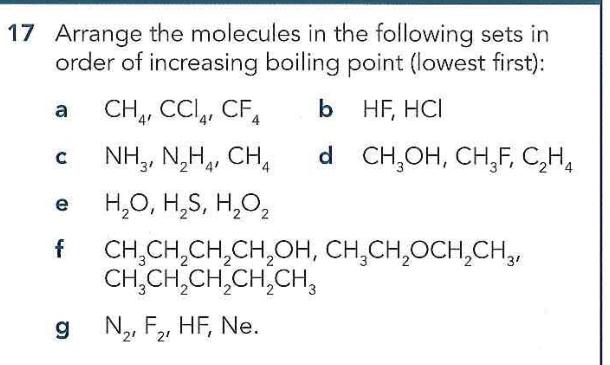 17 Arrange the molecules in the following sets in
order of increasing boiling point (lowest first):
a CH₄, CCl₄, CF₄ b HF, HCl
c NH₃, N₂H₄, CH₄ d CH₃OH, CH₃F, C₂H₄
e H₂O, H₂S, H₂O₂
f CH₃CH₂CH₂CH₂OH, CH₃CH₂OCH₂CH₃,
CH₃CH₂CH₂CH₂CH₃
g N₂, F₂, HF, Ne.